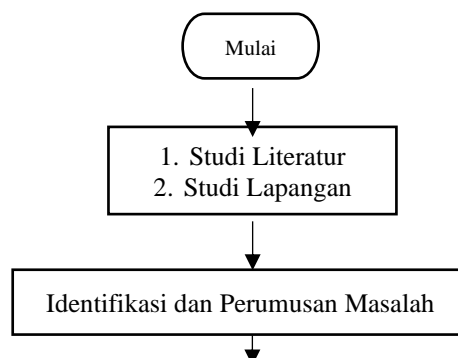 Mulai
1. Studi Literatur
2. Studi Lapangan
Identifikasi dan Perumusan Masalah